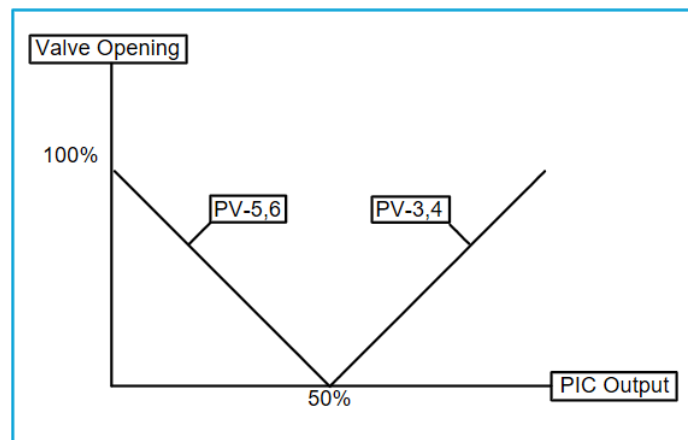 Valve Opening
100%
PV-5,6
PV-3,4
50%
PIC Output